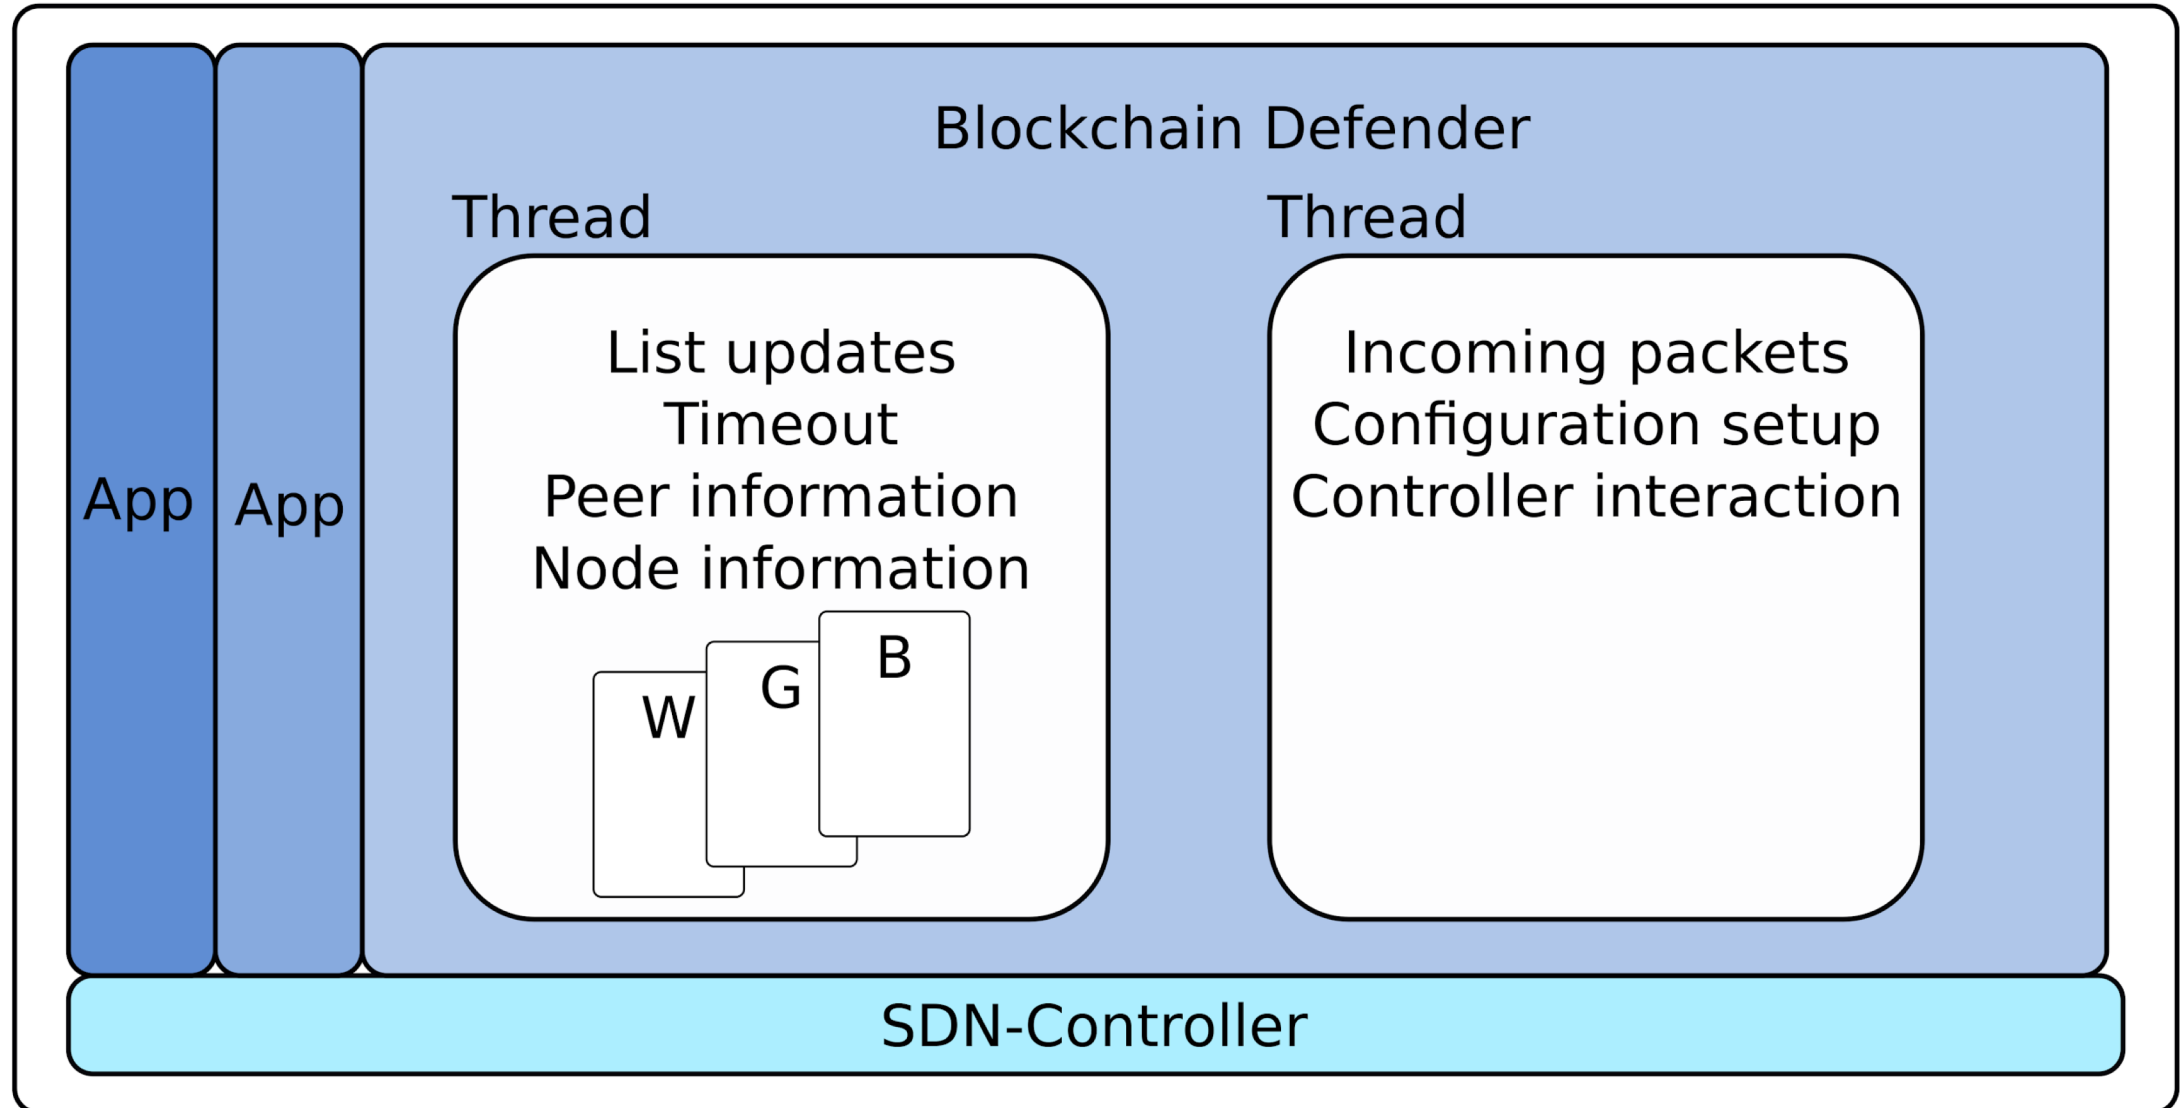 App
App
Blockchain Defender
Thread
List updates
Timeout
Peer information
Node information
W
G
B
Thread
Incoming packets
Configuration setup
Controller interaction
SDN-Controller